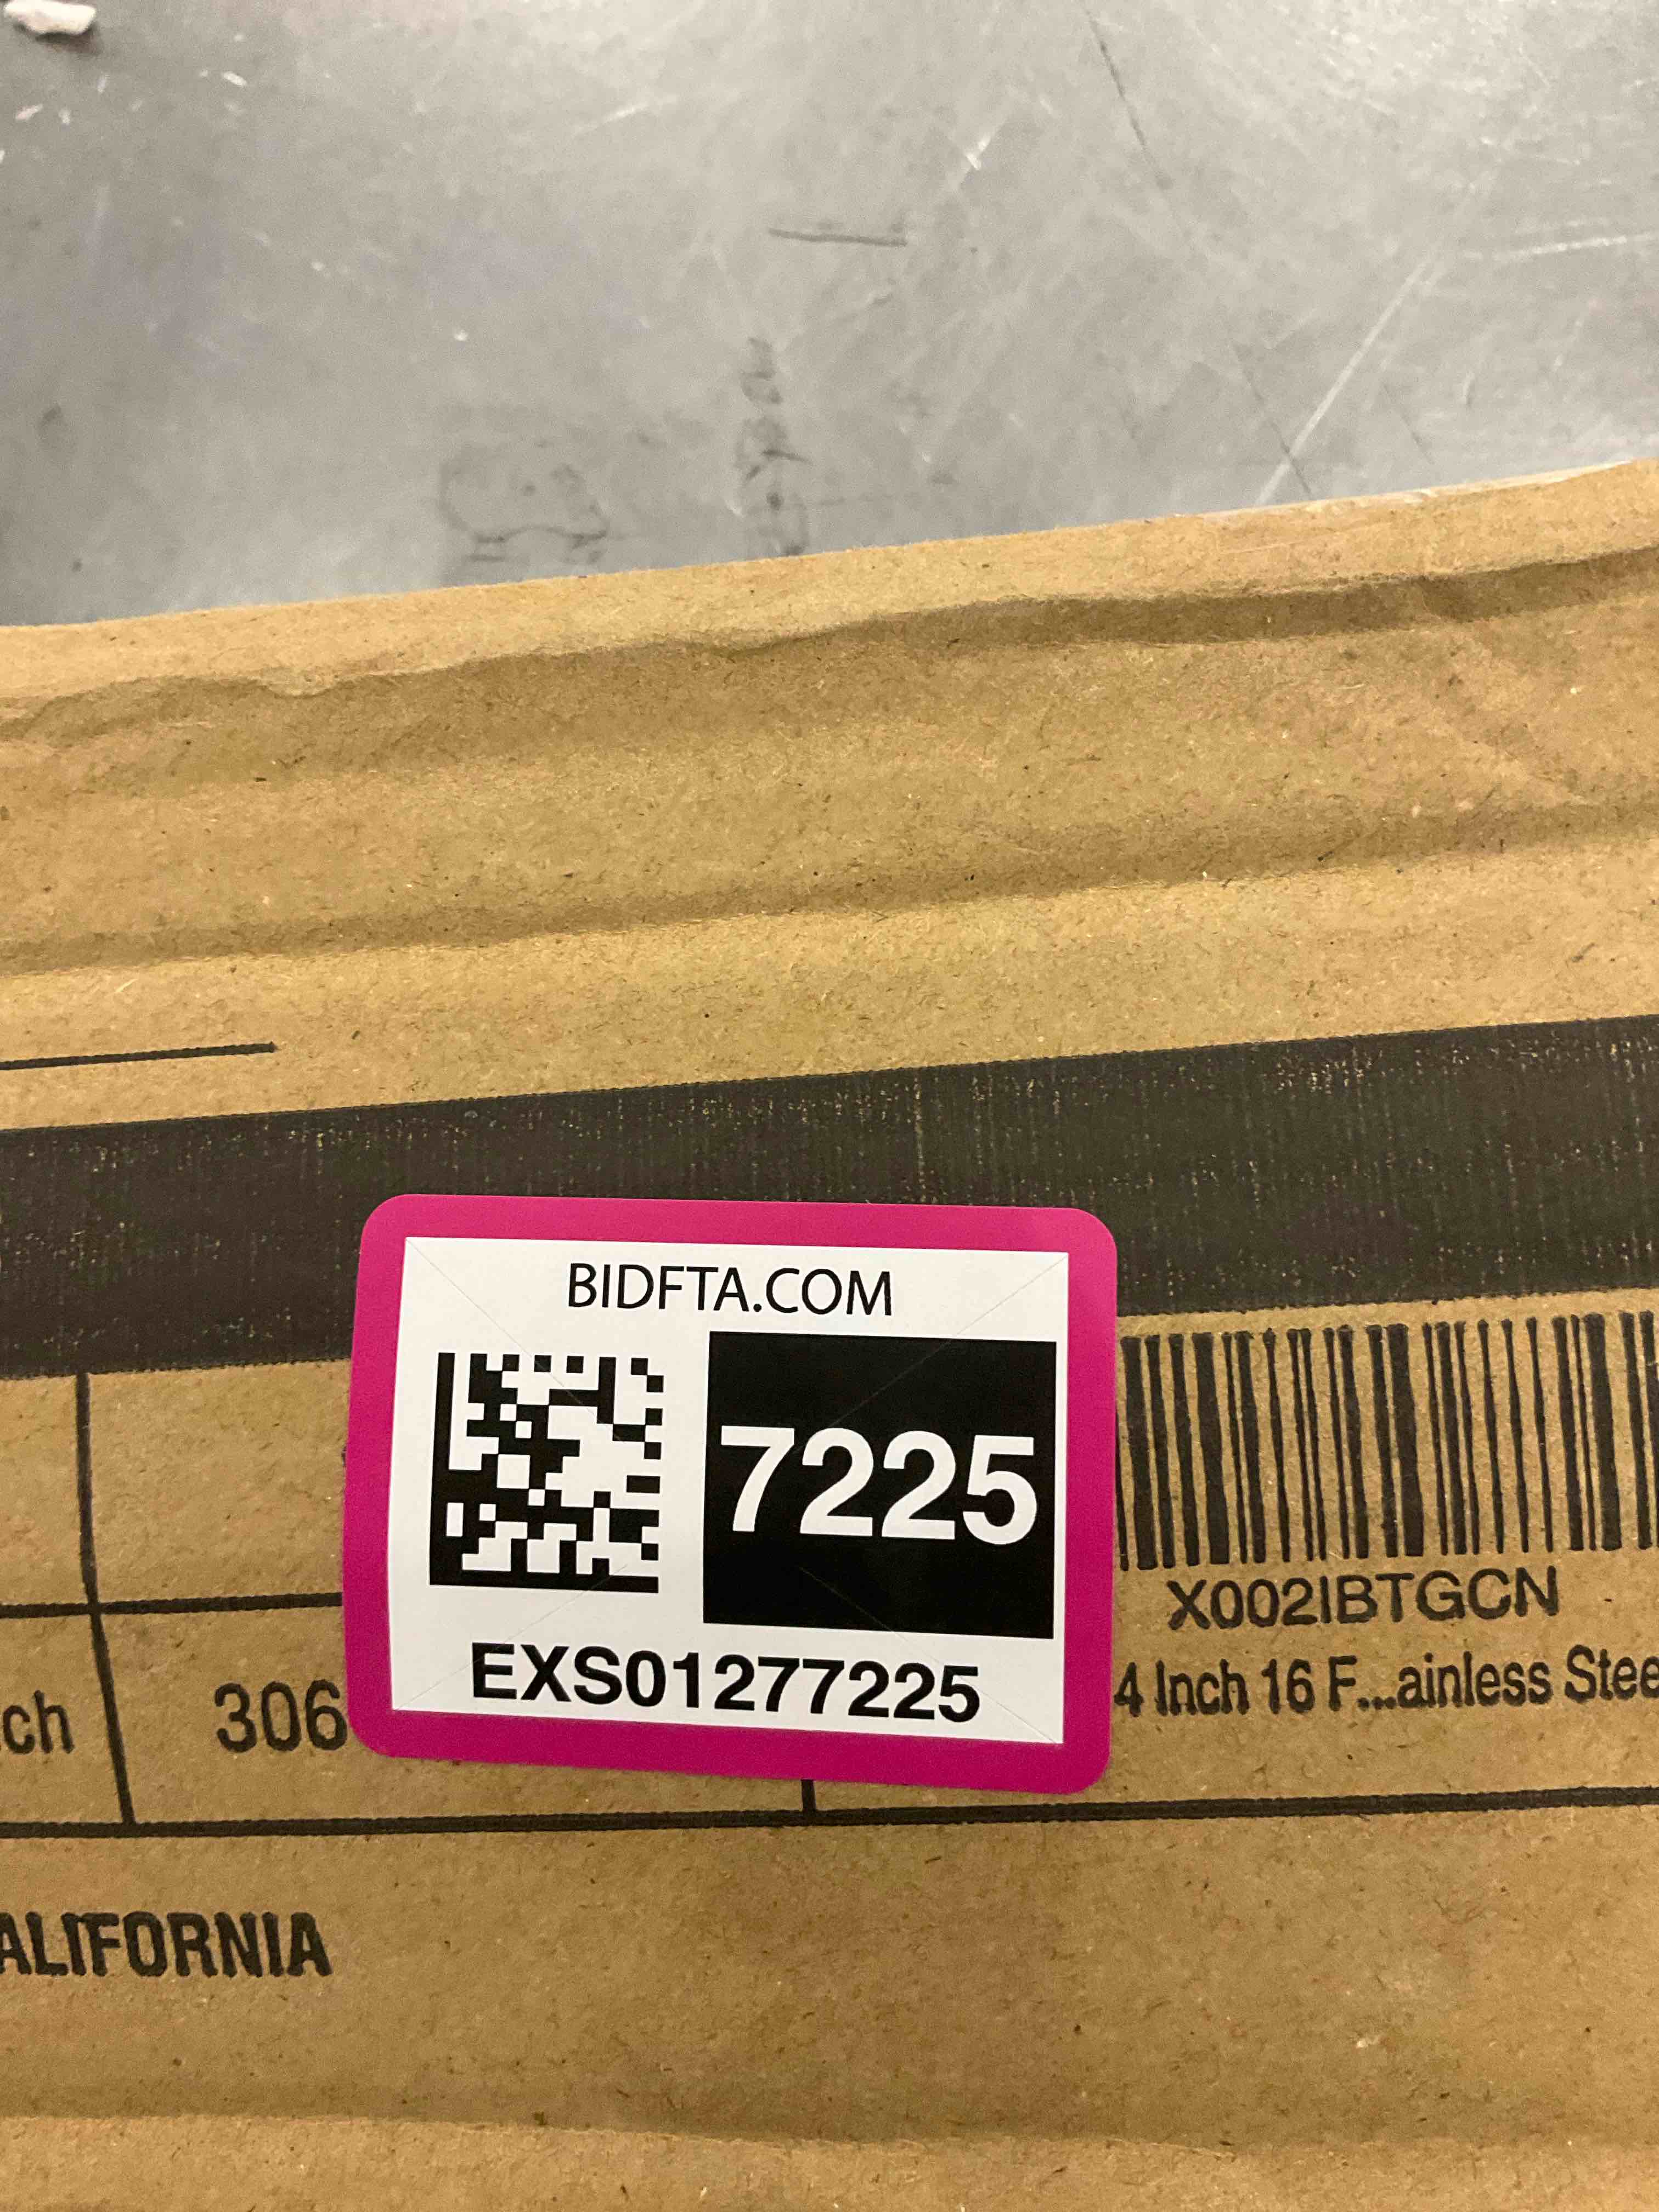 BIDFTA.COM
7225
EXS01277225
X002IBTGCN
4 Inch 16 F...ainless Stee
ch
306
ALIFORNIA